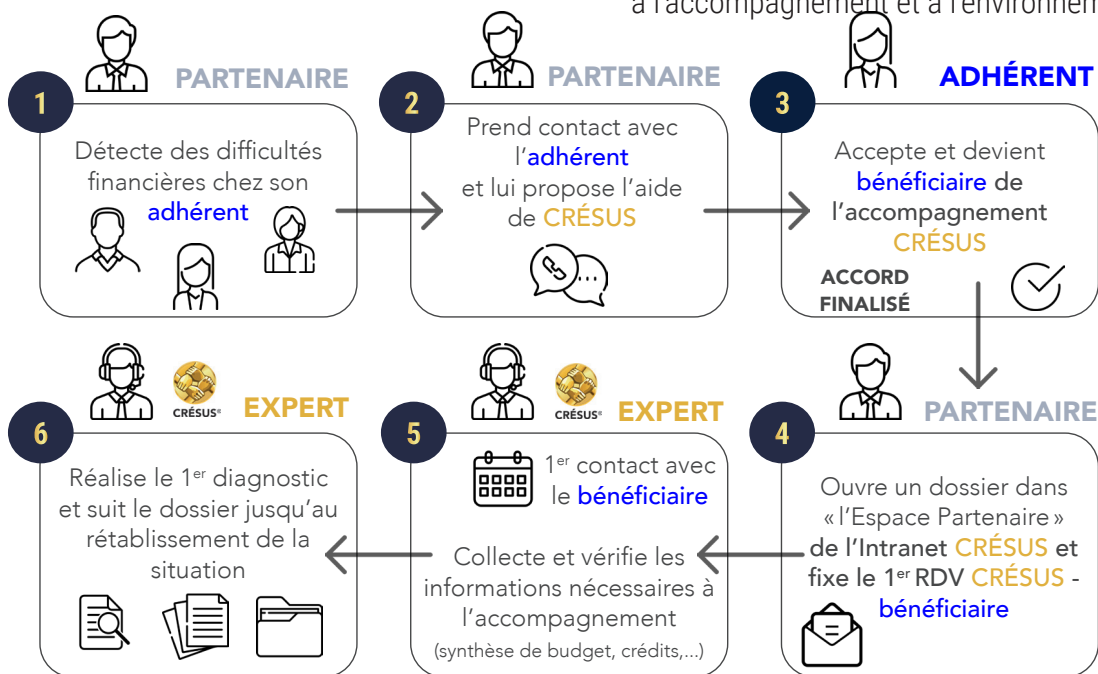 à l'accompagnement et à l'environnem
PARTENAIRE
1
Détecte des difficultés
financières chez son
adhérent
PARTENAIRE
2
Prend contact avec
l'adhérent
et lui propose l'aide
de CRÉSUS
ADHÉRENT
3
Accepte et devient
bénéficiaire de
l'accompagnement
CRÉSUS
ACCORD
FINALISÉ
PARTENAIRE
4
Ouvre un dossier dans
«l'Espace Partenaire»
de l'Intranet CRÉSUS et
fixe le 1er RDV CRÉSUS -
bénéficiaire
CRÉSUS®
EXPERT
5
1er contact avec
le bénéficiaire
Collecte et vérifie les
informations nécessaires à
l'accompagnement
(synthèse de budget, crédits,...)
CRÉSUS®
EXPERT
6
Réalise le 1er diagnostic
et suit le dossier jusqu'au
rétablissement de la
situation